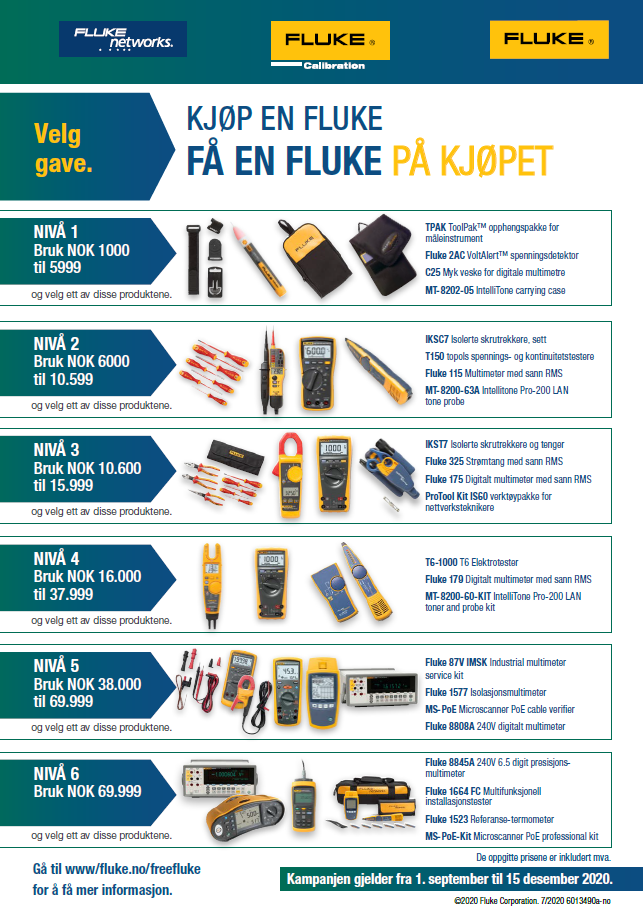 FLUKE networks.
FLUKE ®
Calibration
FLUKE ®
Velg
gave.
KJØP EN FLUKE
FÅ EN FLUKE PÅ KJØPET
NIVÅ 1
Bruk NOK 1000
til 5999
og velg ett av disse produktene.
FLUKE
TPAK ToolPak™ opphengspakke for
måleinstrument
Fluke 2AC VoltAlert™ spenningsdetektor
C25 Myk veske for digitale multimetre
MT-8202-05 IntelliTone carrying case
NIVÅ 2
Bruk NOK 6000
til 10.599
og velg ett av disse produktene.
IKSC7 Isolerte skrutrekkere, sett
T150 topols spennings- og kontinuitetstestere
Fluke 115 Multimeter med sann RMS
MT-8200-63A Intellitone Pro-200 LAN
tone probe
NIVÅ 3
Bruk NOK 10.600
til 15.999
og velg ett av disse produktene.
IKST7 Isolerte skrutrekkere og tenger
Fluke 325 Strømtang med sann RMS
Fluke 175 Digitalt multimeter med sann RMS
ProTool Kit IS60 verktøypakke for
nettverksteknikere
NIVÅ 4
Bruk NOK 16.000
til 37.999
og velg ett av disse produktene.
T6-1000 T6 Elektrotester
Fluke 179 Digitalt multimeter med sann RMS
MT-8200-60-KIT IntelliTone Pro-200 LAN
toner and probe kit
NIVÅ 5
Bruk NOK 38.000
til 69.999
og velg ett av disse produktene.
Fluke 87V IMSK Industrial multimeter
service kit
Fluke 1577 Isolasjonsmultimeter
MS-PoE Microscanner PoE cable verifier
Fluke 8808A 240V digitalt multimeter
NIVÅ 6
Bruk NOK 69.999
og velg ett av disse produktene.
Fluke 8845A 240V 6.5 digit presisjons-
multimeter
Fluke 1664 FC Multifunksjonell
installasjonstester
Fluke 1523 Referanse-termometer
MS-PoE-Kit Microscanner PoE professional kit
De oppgitte prisene er inkludert mva.
Gå til www/fluke.no/freefluke
for å få mer informasjon.
Kampanjen gjelder fra 1. september til 15 desember 2020.
©2020 Fluke Corporation. 7/2020 6013490a-no